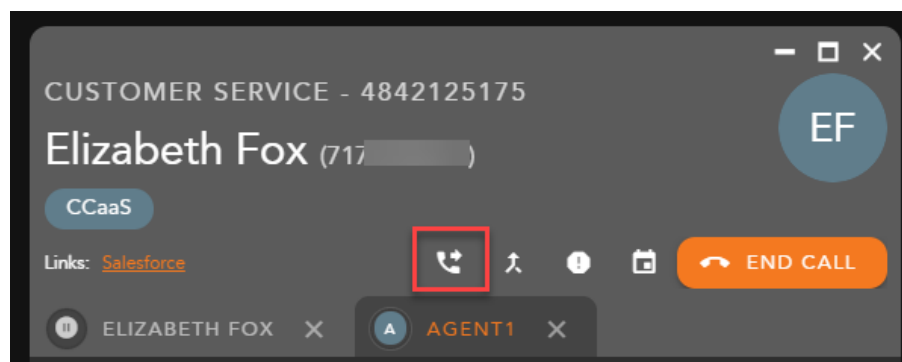 CUSTOMER SERVICE - 4842125175
Elizabeth Fox (717 )
EF
CCaaS
Links: Salesforce
END CALL
ELIZABETH FOX
A AGENT1